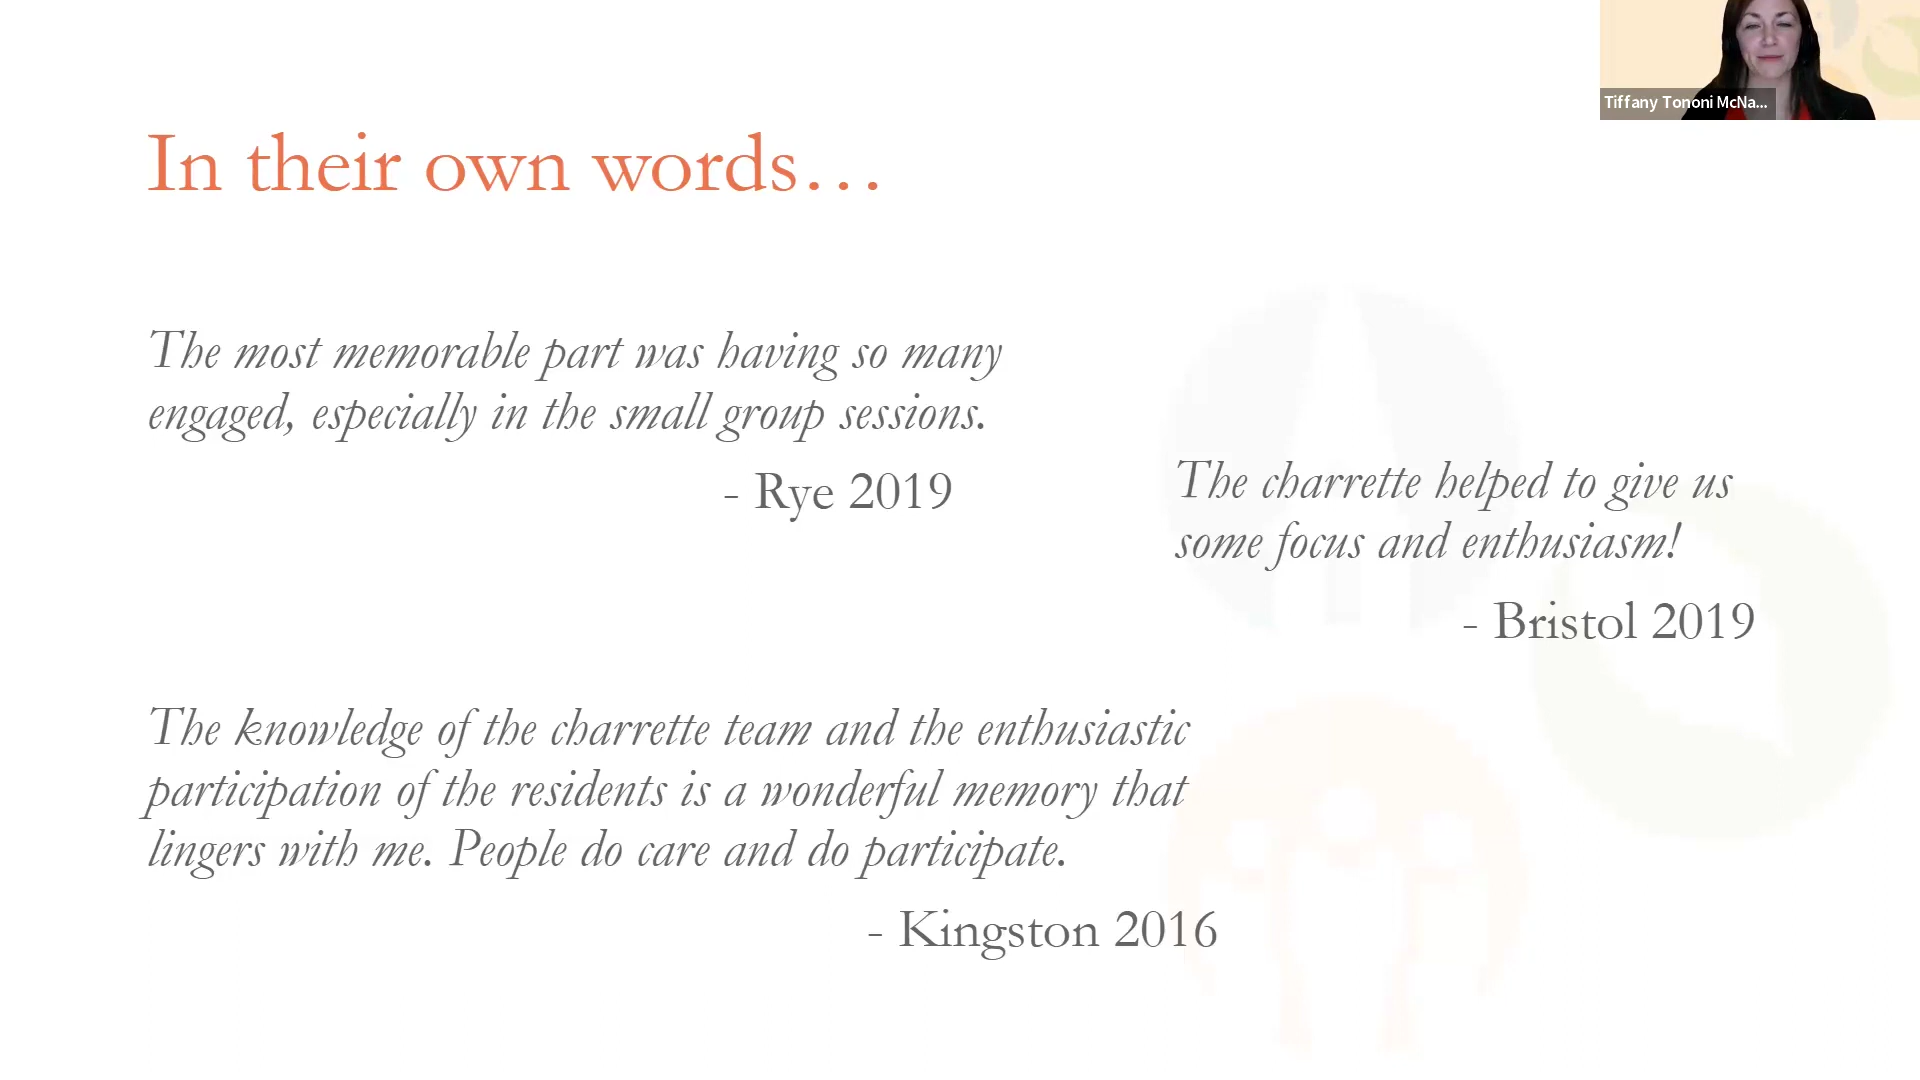 Tiffany Tononi McNa...
In their own words...
The most memorable part was having so many
engaged, especially in the small group sessions.
- Rye 2019
The charrette helped to give us
some focus and enthusiasm!
- Bristol 2019
The knowledge of the charrette team and the enthusiastic
participation of the residents is a wonderful memory that
lingers with me. People do care and do participate.
- Kingston 2016